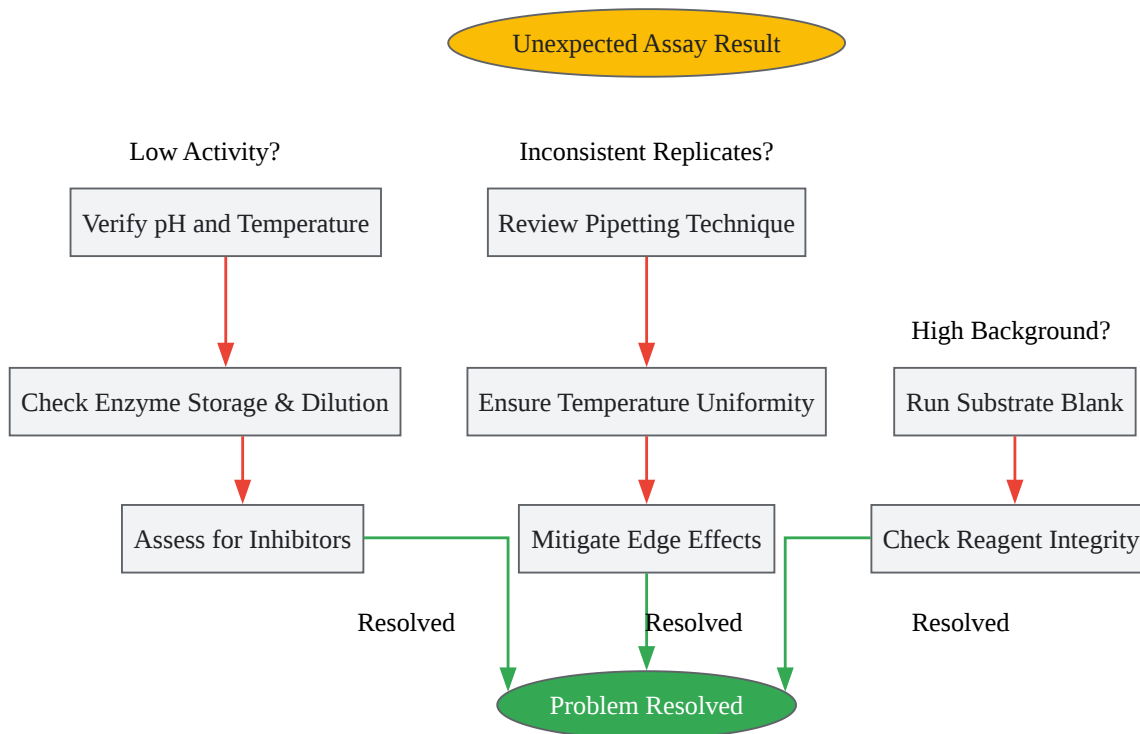 Unexpected Assay Result
Low Activity?
Inconsistent Replicates?
Verify pH and Temperature
Review Pipetting Technique
High Background?
Check Enzyme Storage & Dilution
Ensure Temperature Uniformity
Run Substrate Blank
Assess for Inhibitors
Mitigate Edge Effects
Check Reagent Integrity
Resolved
Resolved
Resolved
Problem Resolved